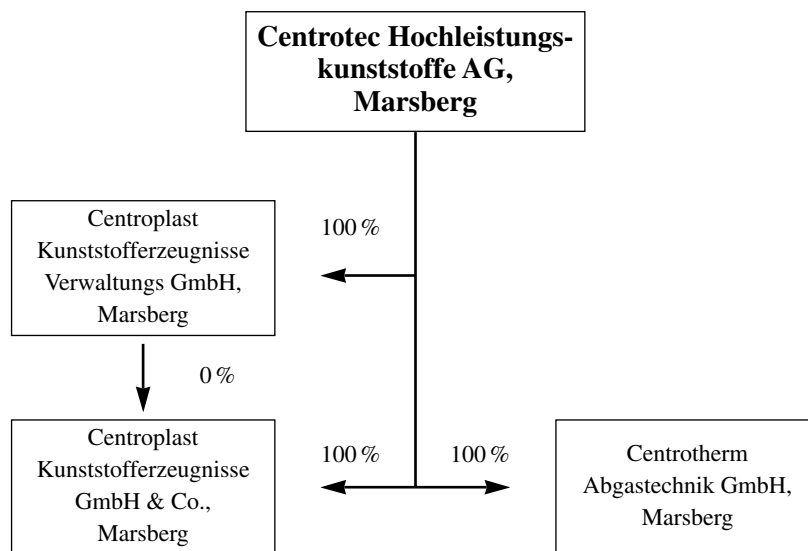 Centrotec Hochleistungs-
kunststoffe AG,
Marsberg
Centroplast
Kunststofferzeugnisse
Verwaltungs GmbH,
Marsberg
100 %
0 %
Centroplast
Kunststofferzeugnisse
GmbH & Co.,
Marsberg
100 %
100 %
Centrotherm
Abgastechnik GmbH,
Marsberg